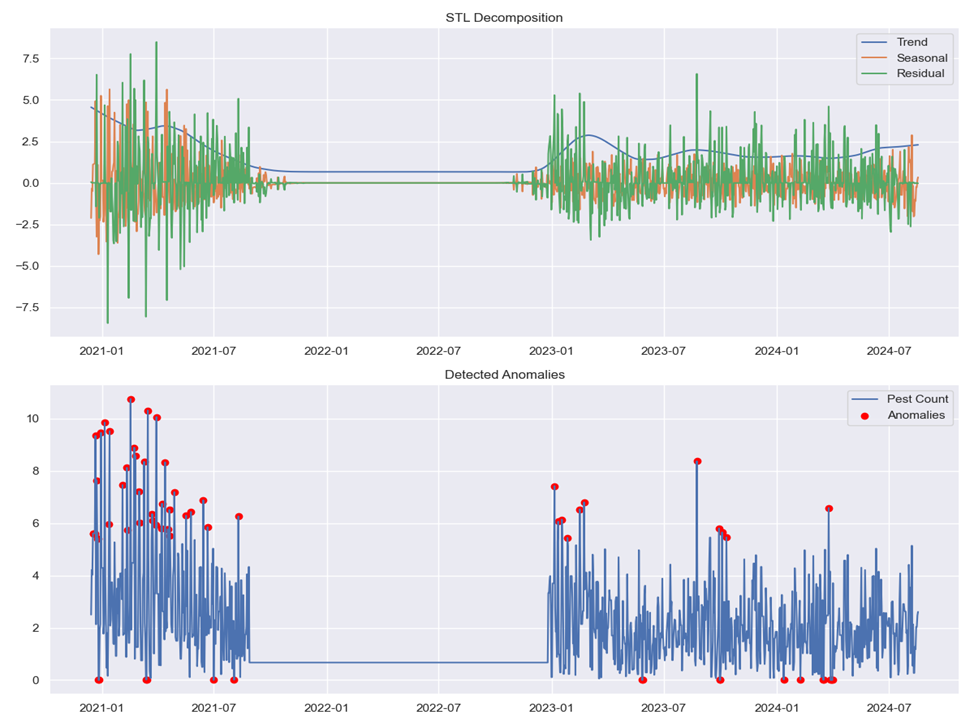 STL Decomposition
Trend
Seasonal
Residual
7.5
5.0
2.5
0.0
−2.5
−5.0
−7.5
2021-01 2021-07 2022-01 2022-07 2023-01 2023-07 2024-01 2024-07
Detected Anomalies
Pest Count
Anomalies
10
8
6
4
2
0
2021-01 2021-07 2022-01 2022-07 2023-01 2023-07 2024-01 2024-07